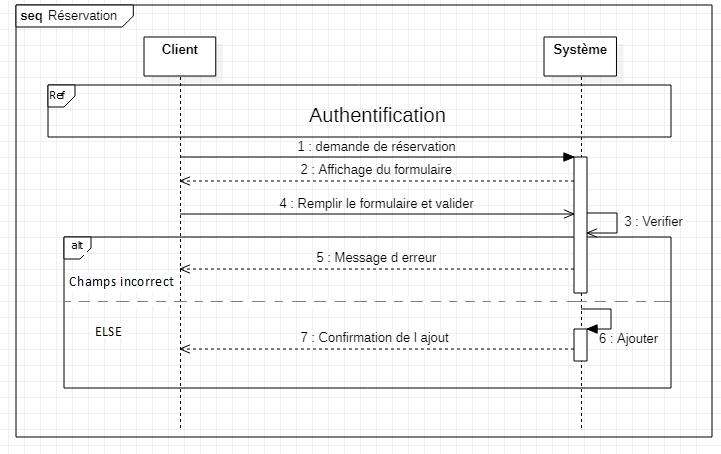 seq Réservation
Client
Système
Ref
Authentification
1 : demande de réservation
2 : Affichage du formulaire
4 : Remplir le formulaire et valider
3 : Verifier
alt
5 : Message d erreur
Champs incorrect
ELSE
6 : Ajouter
7 : Confirmation de l ajout